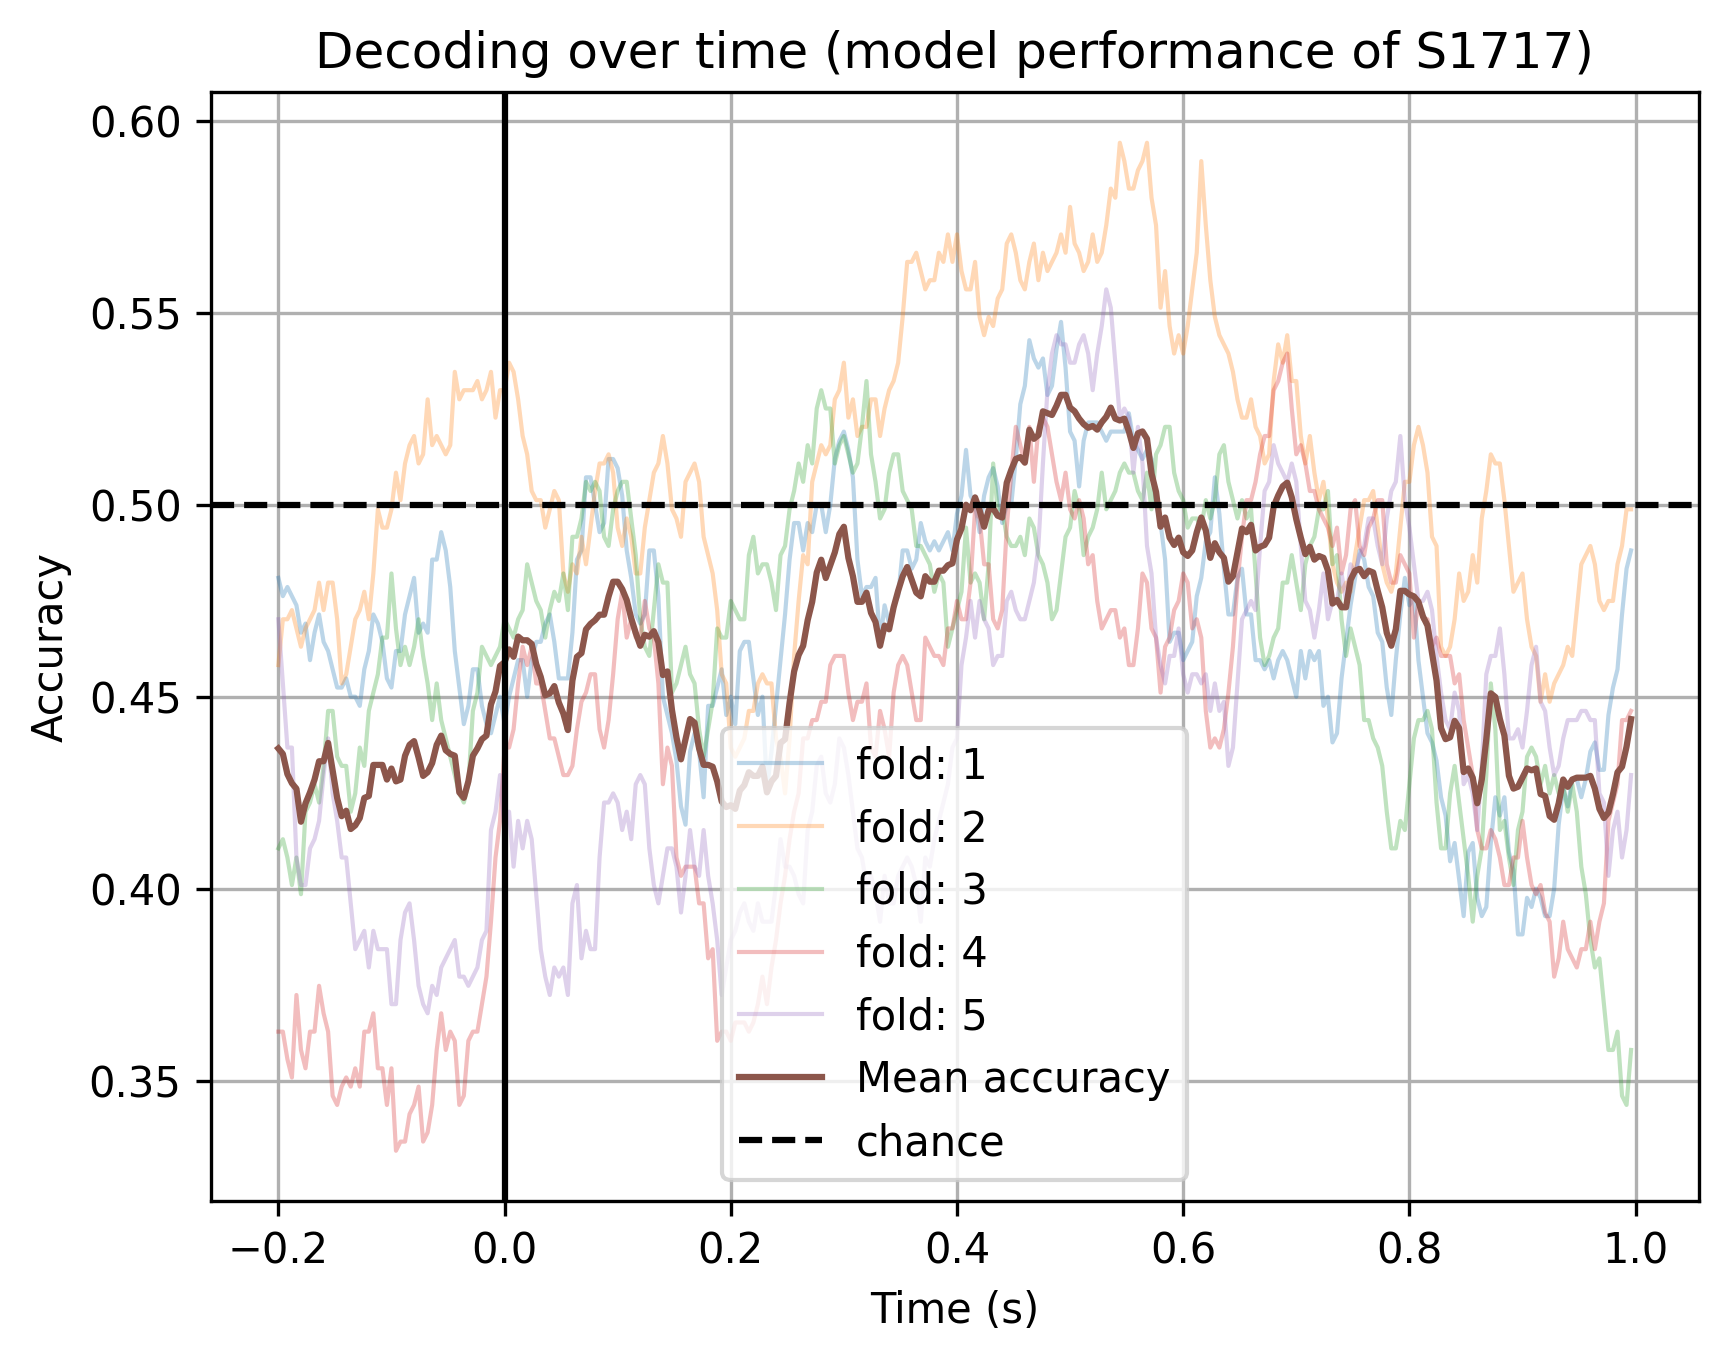 Decoding over time (model performance of S1717)
Accuracy
0.60
0.55
0.50
0.45
0.40
0.35
fold: 1
fold: 2
fold: 3
fold: 4
fold: 5
Mean accuracy
chance
−0.2 0.0 0.2 0.4 0.6 0.8 1.0
Time (s)